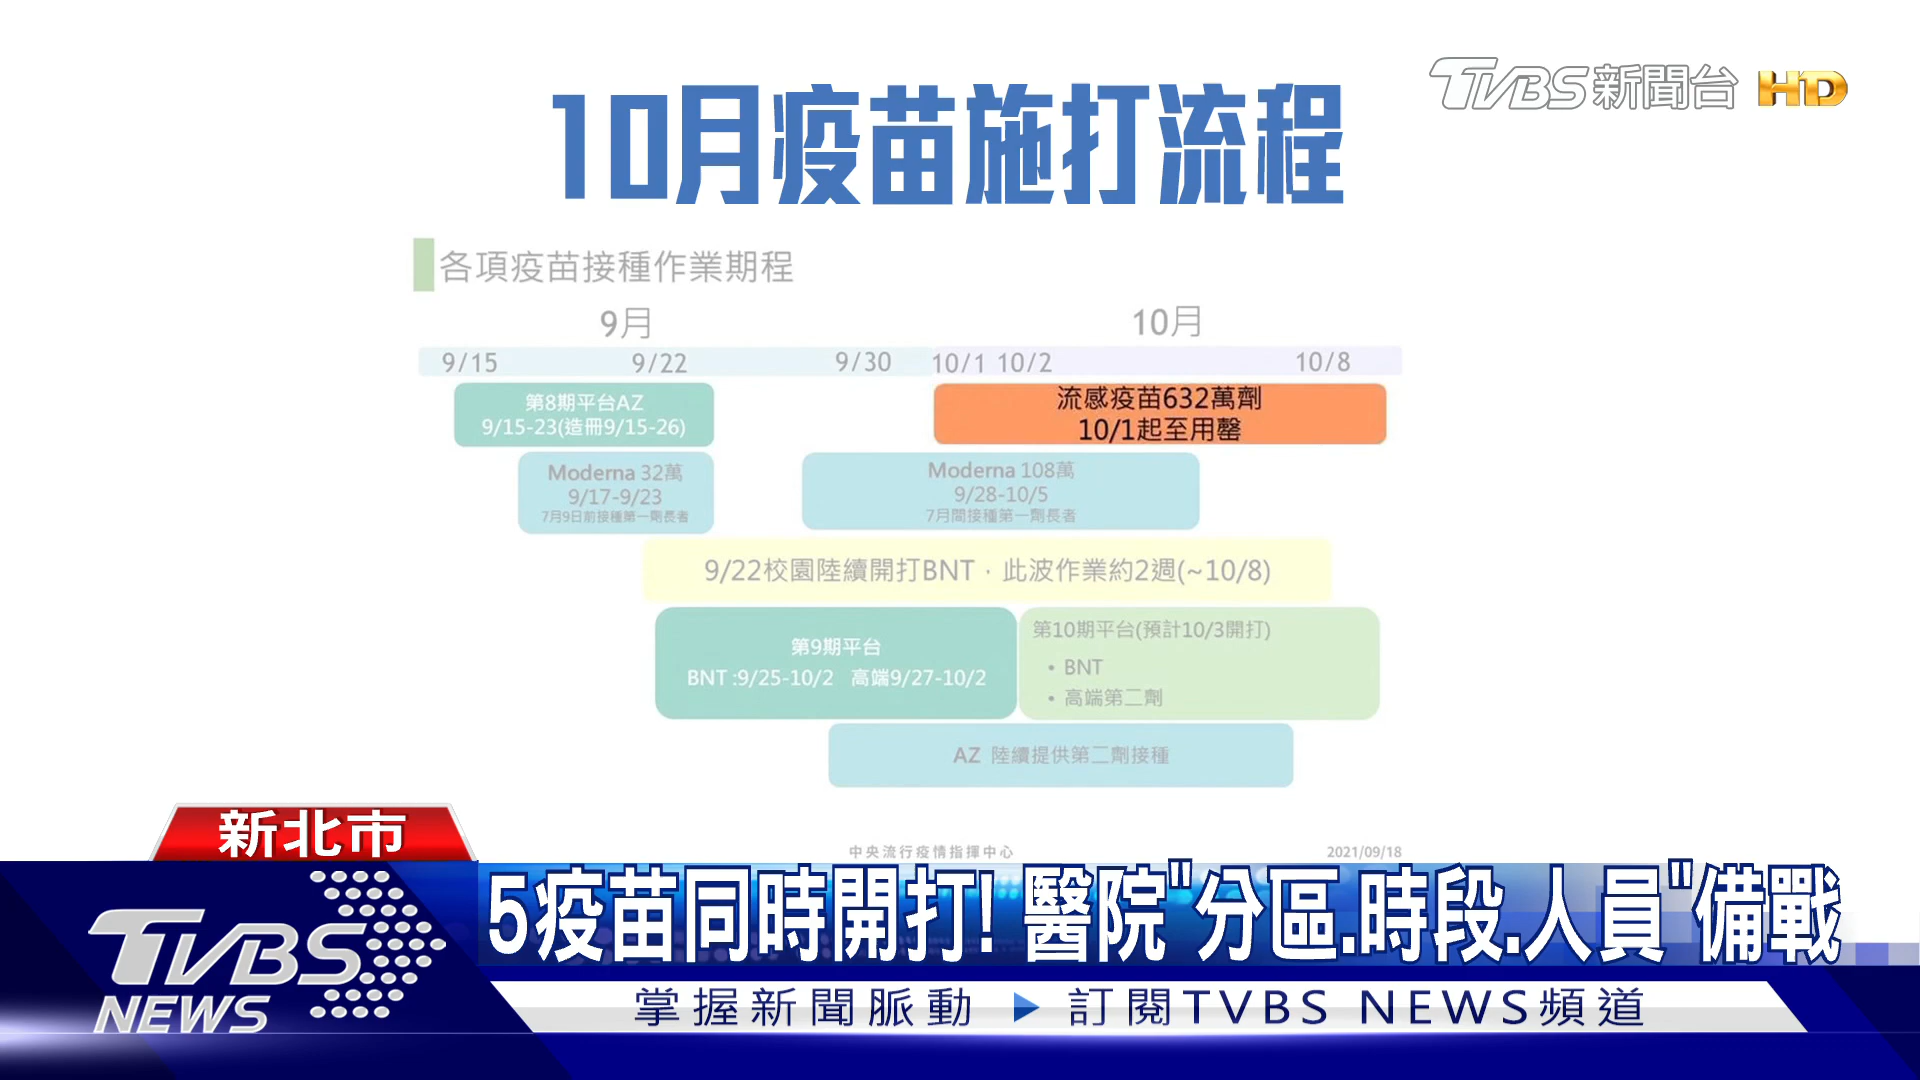 TVBS新聞台 HD
10月疫苗施打流程
各項疫苗接種作業期程
9月
10月
9/15
9/22
9/30
10/1
10/2
10/8
第8期平台AZ
9/15-23(造冊9/15-26)
流感疫苗632萬劑
10/1起至用罄
Moderna 32萬
9/17-9/23
7月9日前接種第一劑長者
Moderna 108萬
9/28-10/5
7月間接種第一劑長者
9/22校園陸續開打BNT，此波作業約2週(~10/8)
第9期平台
BNT :9/25-10/2 高端9/27-10/2
第10期平台(預計10/3開打)
• BNT
• 高端第二劑
AZ 陸續提供第二劑接種
中央流行疫情指揮中心
2021/09/18
新北市
5疫苗同時開打! 醫院"分區.時段.人員"備戰
TVBS
NEWS
掌握新聞脈動 ▶ 訂閱TVBS NEWS頻道